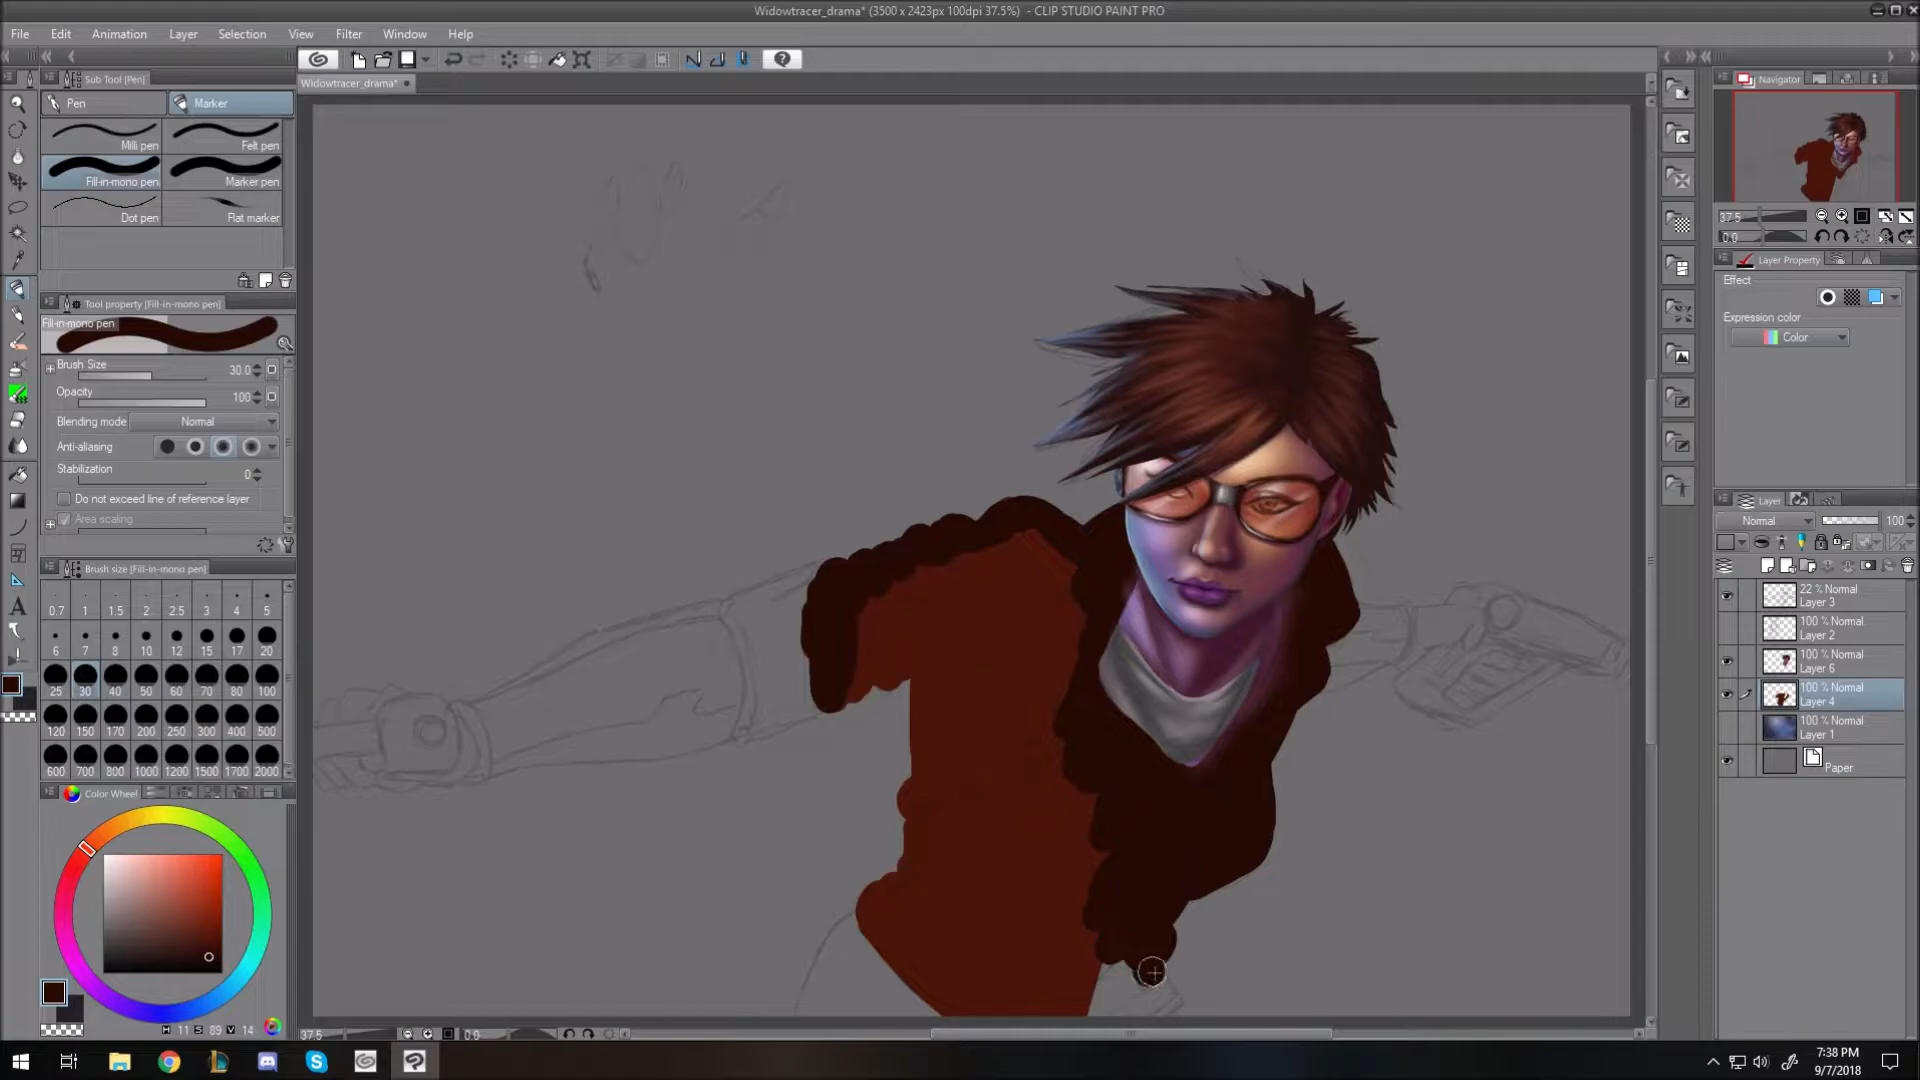 Widowtracer_drama* (3500 x 2423px 100dpi 37.5%) - CLIP STUDIO PAINT PRO
File Edit Animation Layer Selection View Filter Window Help
Sub Tool [Pen]
Widowtracer_drama*
Navigator
Pen Marker
Milli pen Felt pen
Fill-in-mono pen Marker pen
Dot pen Flat marker
37.5
0.0
Layer Property
Effect
Expression color
Color
Tool property [Fill-in-mono pen]
Fill-in-mono pen
Brush Size 30.0
Opacity 100
Blending mode Normal
Anti-aliasing
Stabilization 0
Do not exceed line of reference layer
Area scaling
Layer
Normal 100
22 % Normal
Layer 3
100 % Normal
Layer 2
100 % Normal
Layer 6
100 % Normal
Layer 4
100 % Normal
Layer 1
Paper
Brush size [Fill-in-mono pen]
0.7 1 1.5 2 2.5 3 4 5
6 7 8 10 12 15 17 20
25 30 40 50 60 70 80 100
120 150 170 200 250 300 400 500
600 700 800 1000 1200 1500 1700 2000
Color Wheel
H 11 S 89 V 14
37.5 0.0
7:38 PM
9/7/2018